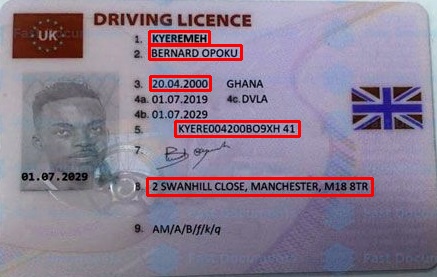 DRIVING LICENCE
UK
1. KYEREMEH
2. BERNARD OPOKU
3. 20.04.2000 GHANA
4a. 01.07.2019 4c. DVLA
4b. 01.07.2029
5. KYERE004200BO9XH 41
7.
01.07.2029
8. 2 SWANHILL CLOSE, MANCHESTER, M18 8TR
9. AM/A/B/f/k/q
Fast Documents